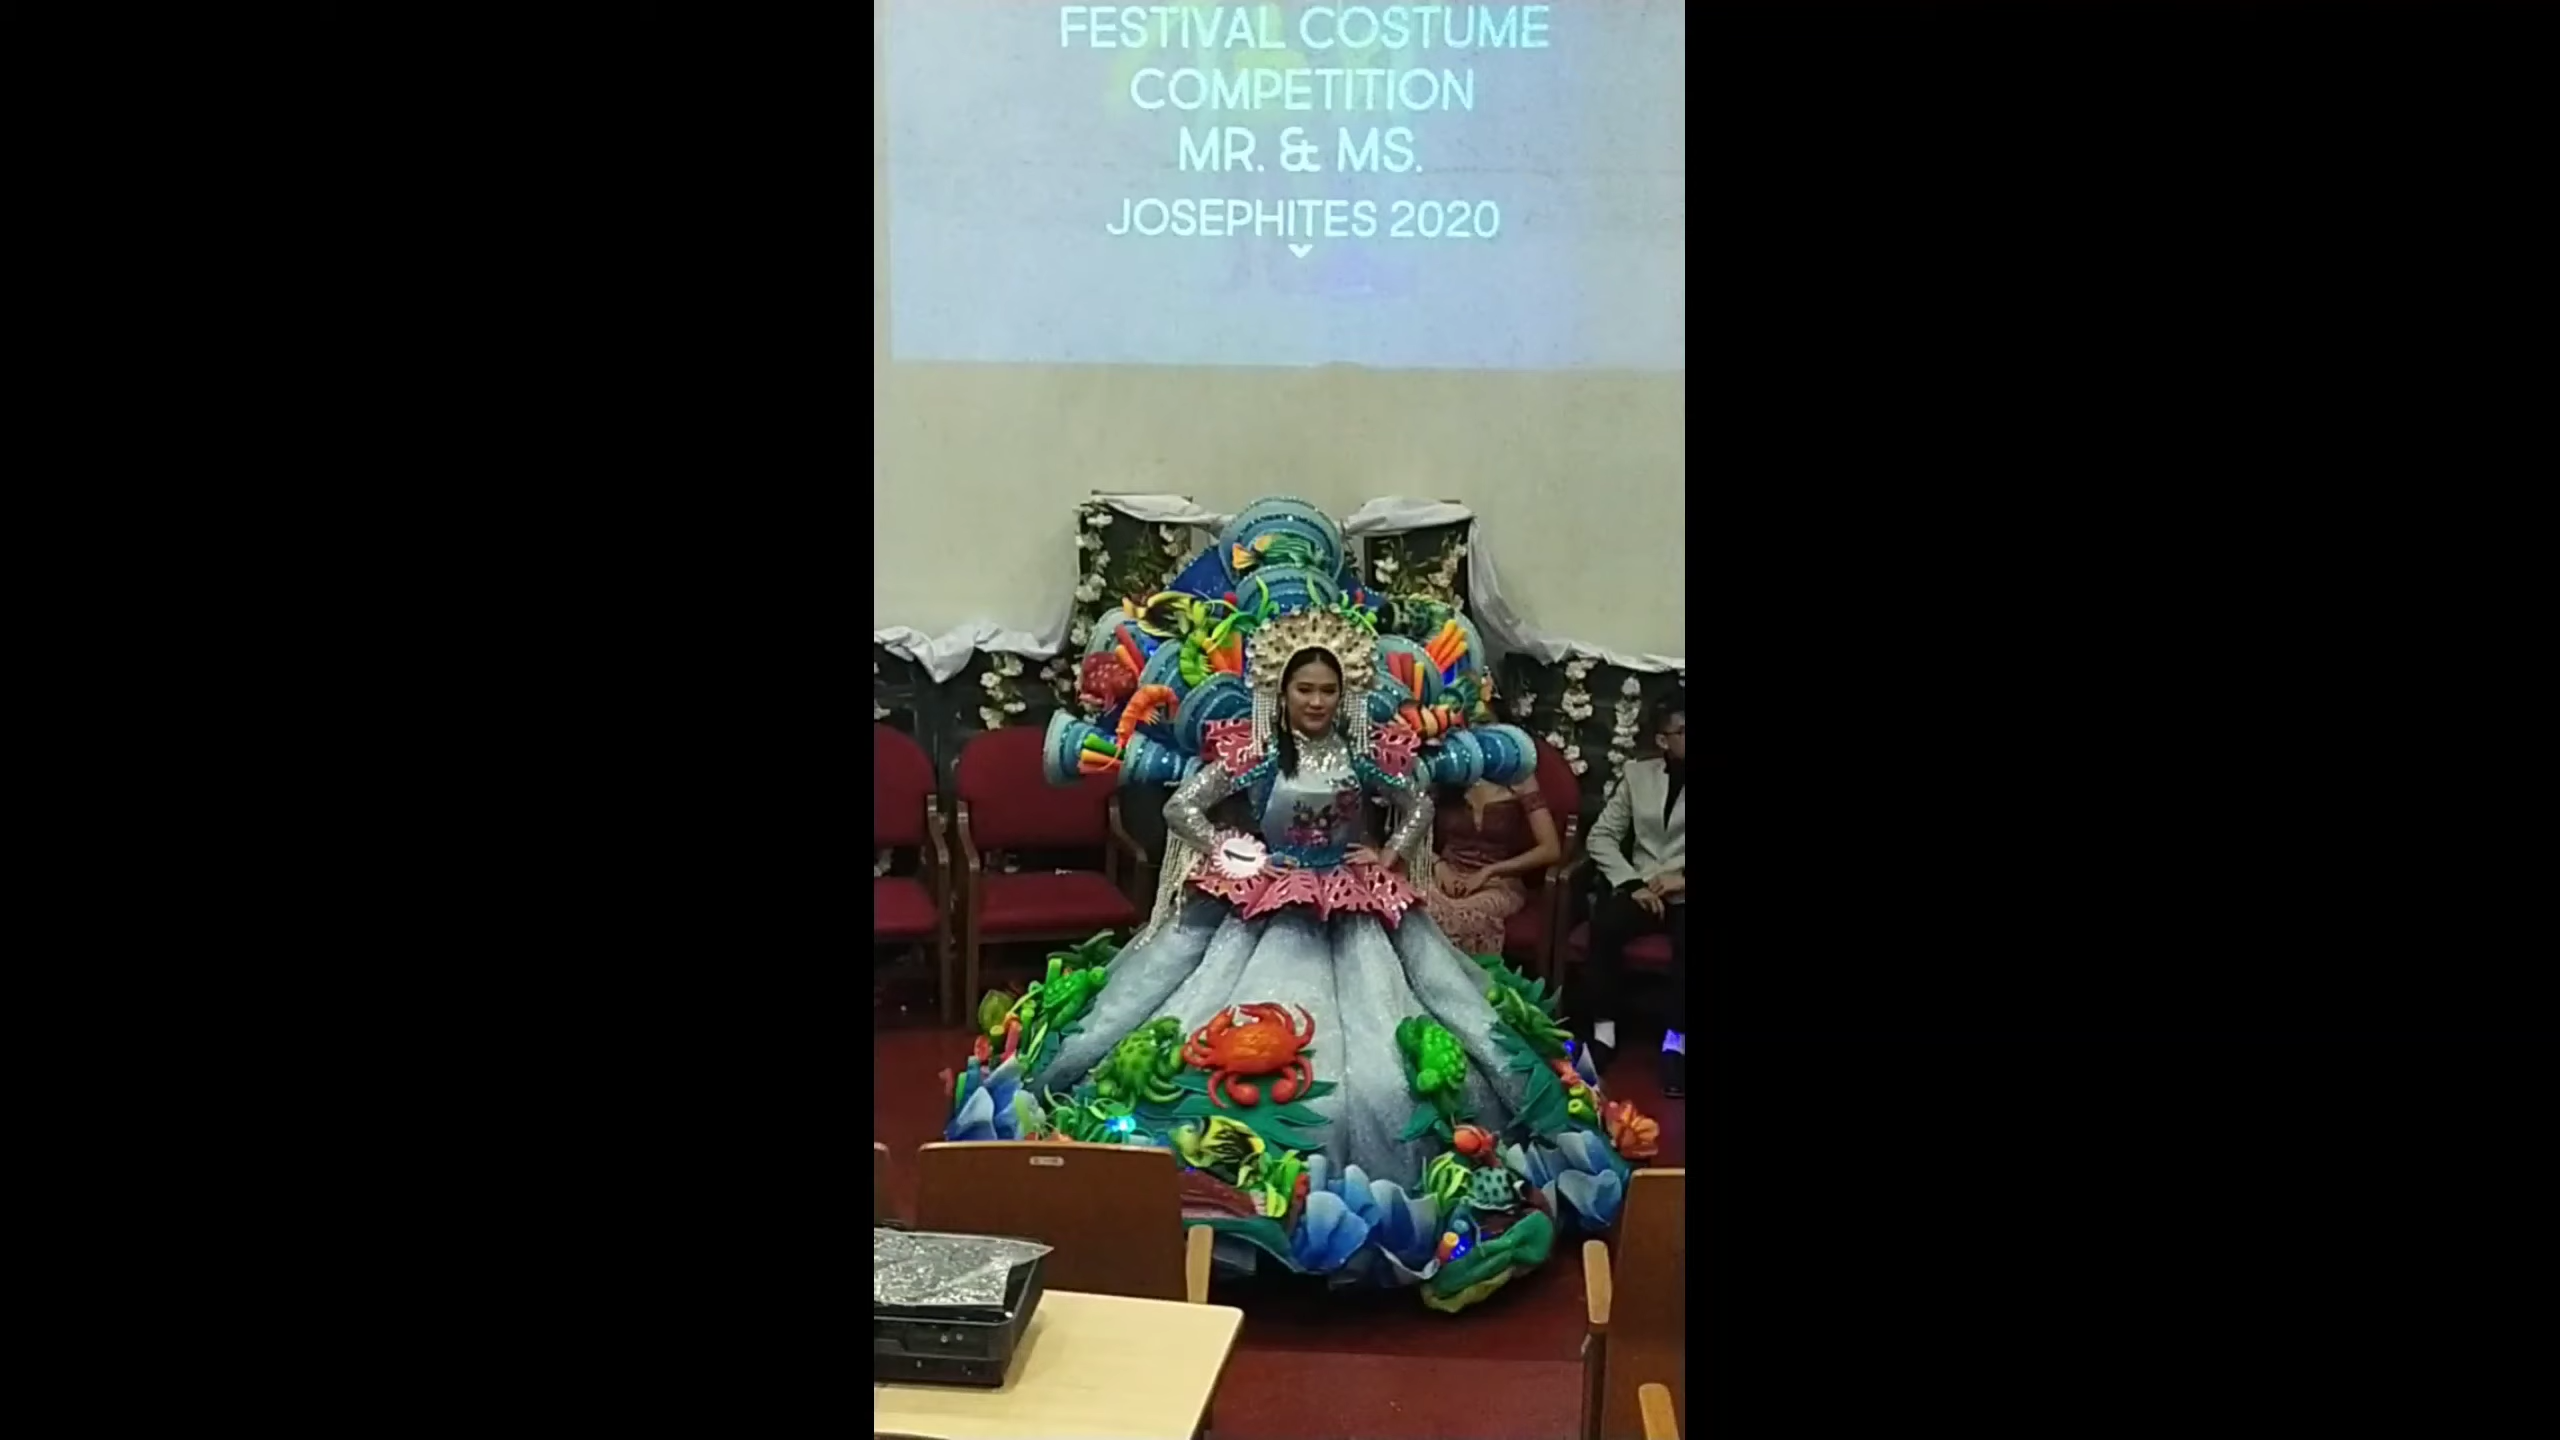 FESTIVAL COSTUME
COMPETITION
MR. & MS.
JOSEPHITES 2020